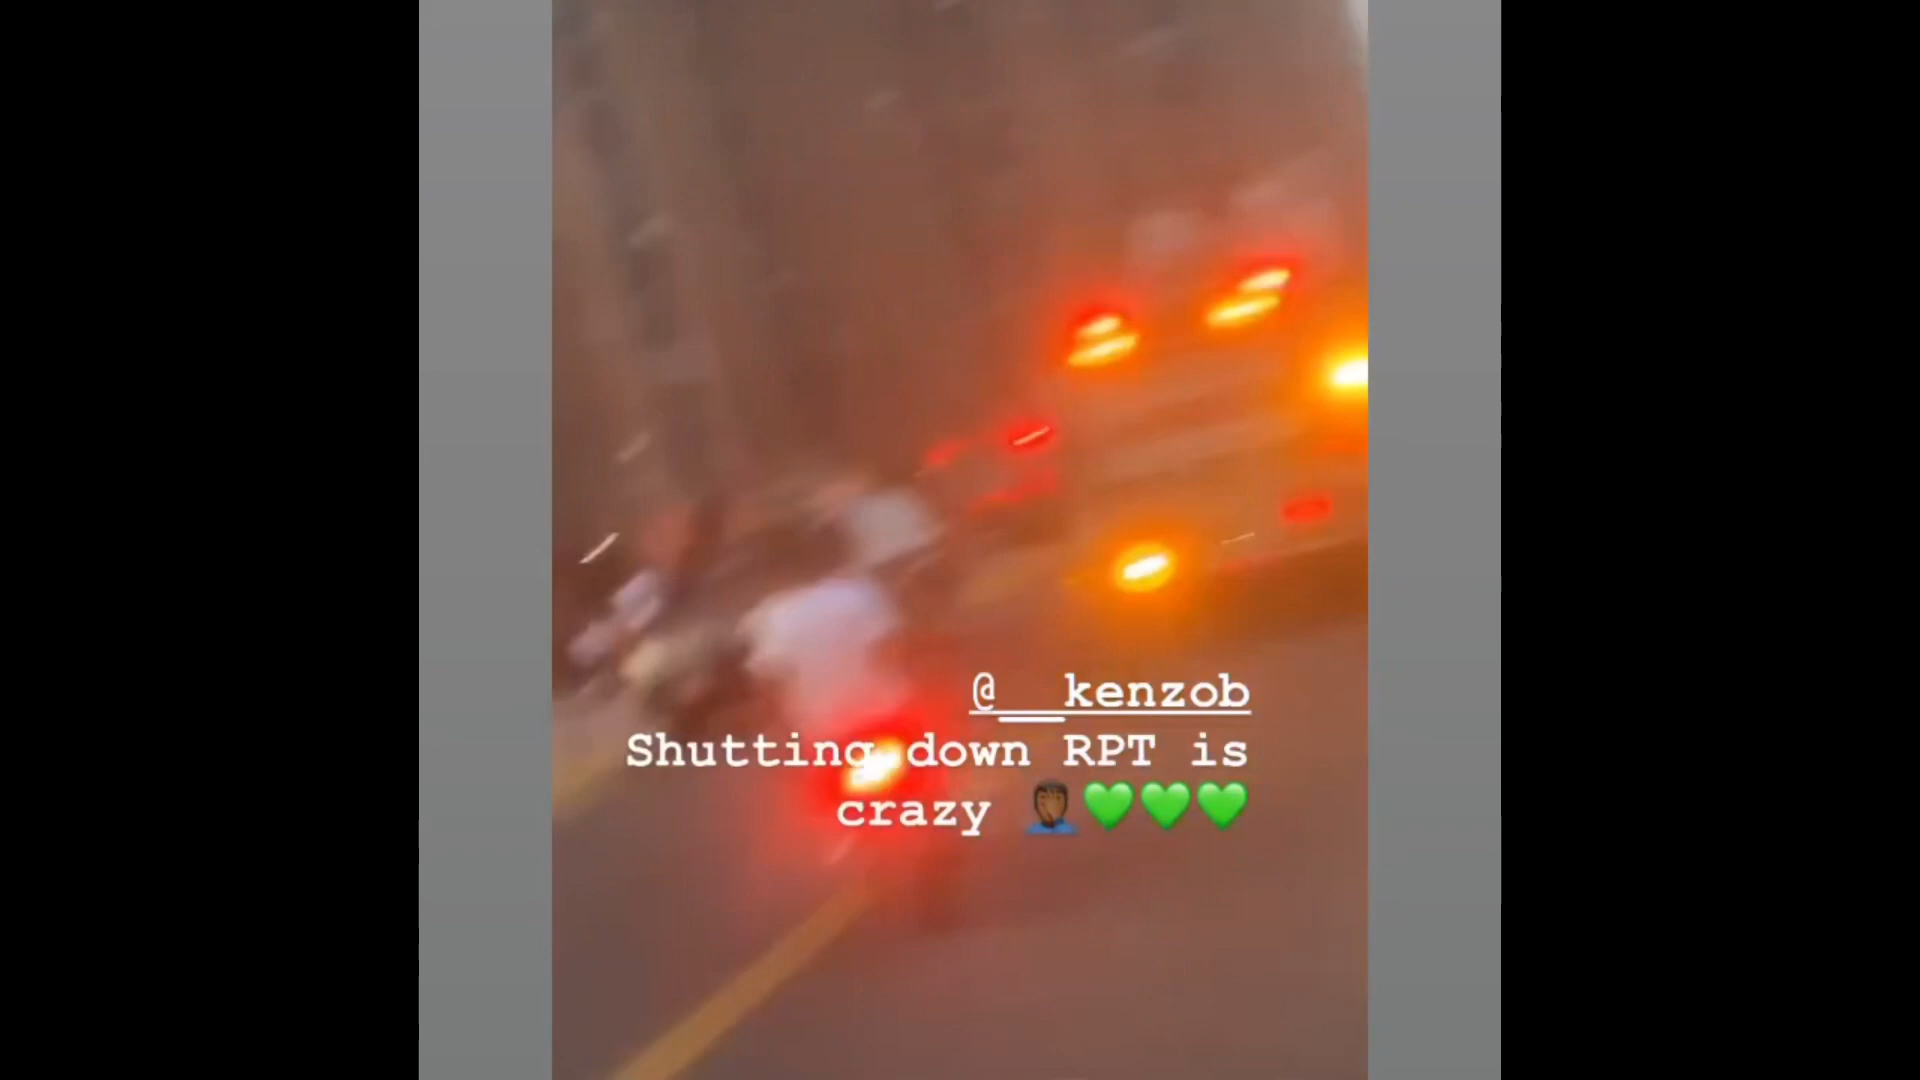 @__kenzob
Shutting down RPT is
crazy 🤦🏾‍♂️💚💚💚